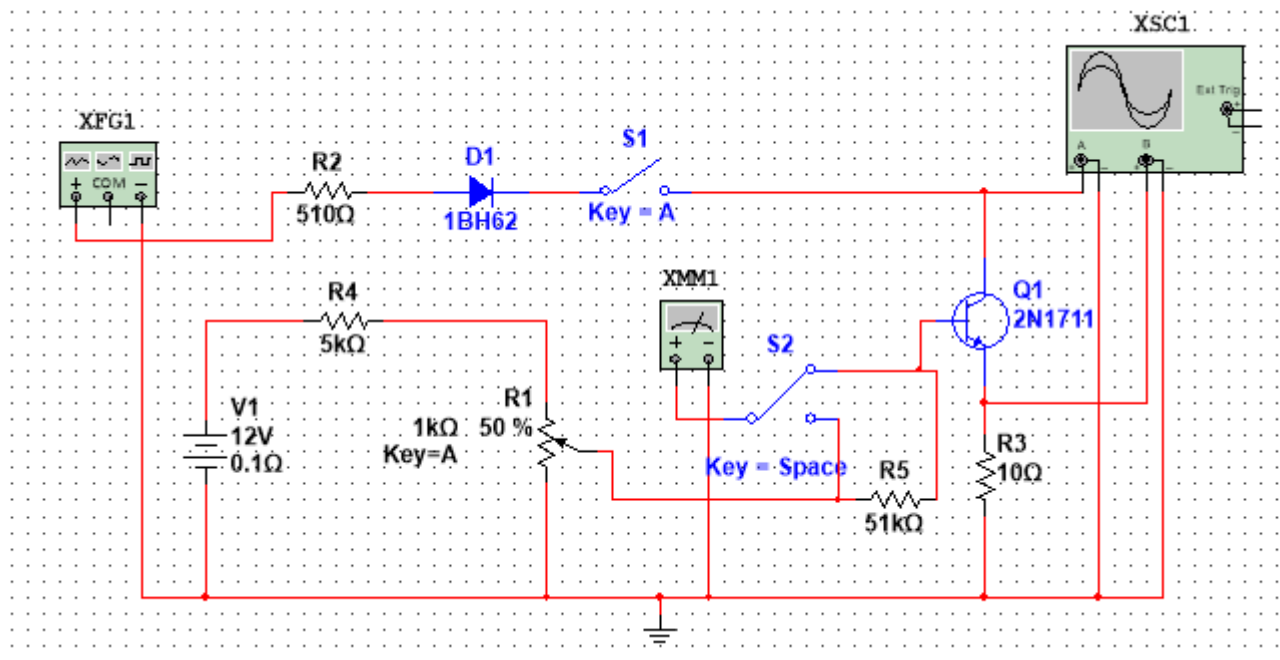 XSC1
Ext Trig
+
−
A
B
+ − + −
XFG1
+ COM −
R2
510Ω
D1
1BH62
S1
Key = A
XMM1
+ −
R4
5kΩ
Q1
2N1711
S2
V1
12V
0.1Ω
R1
1kΩ 50 %
Key=A
Key = Space
R5
51kΩ
R3
10Ω